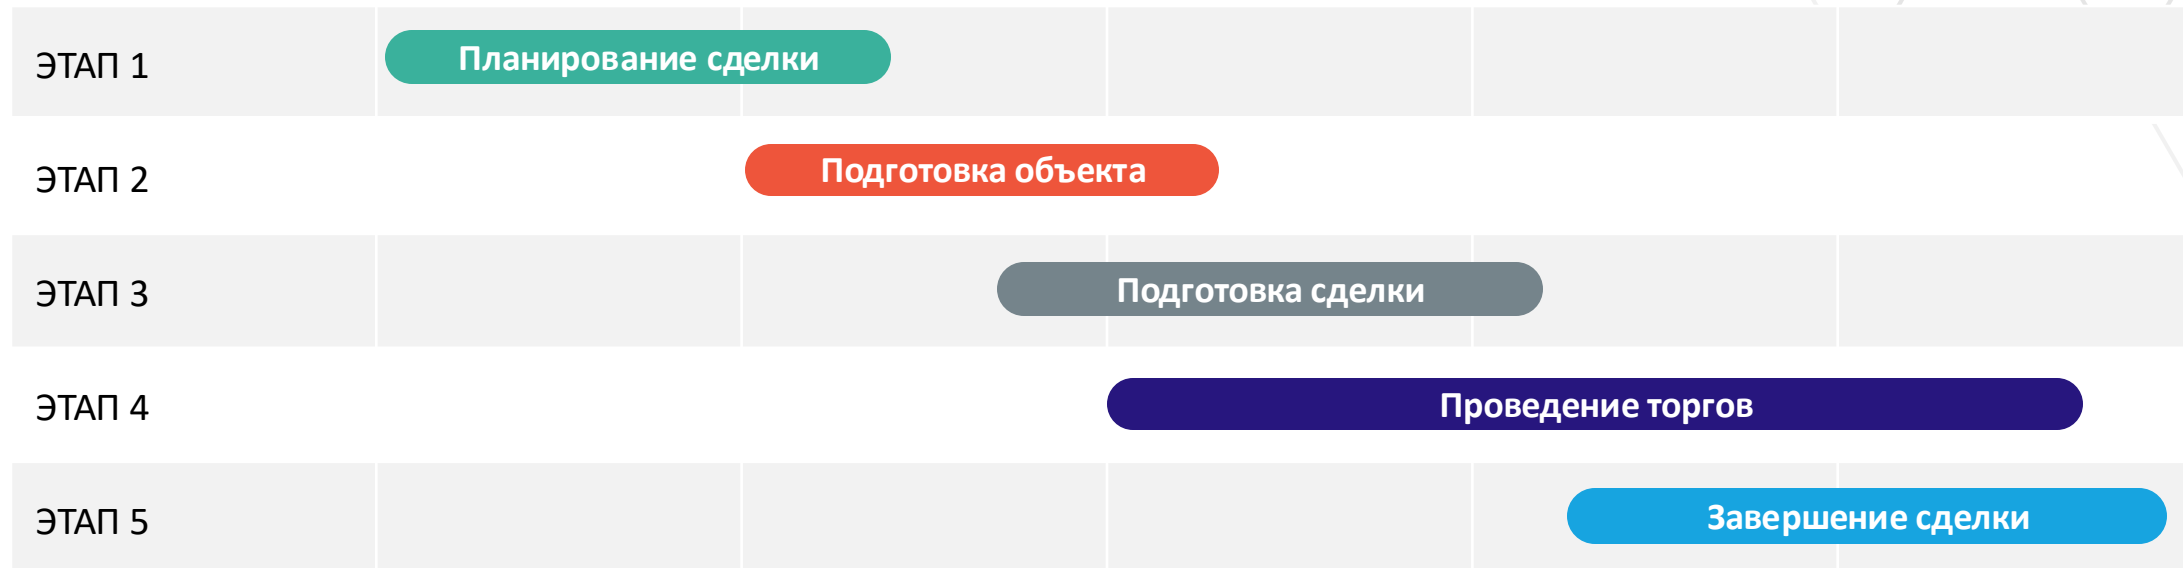 ЭТАП 1
Планирование сделки
ЭТАП 2
Подготовка объекта
ЭТАП 3
Подготовка сделки
ЭТАП 4
Проведение торгов
ЭТАП 5
Завершение сделки